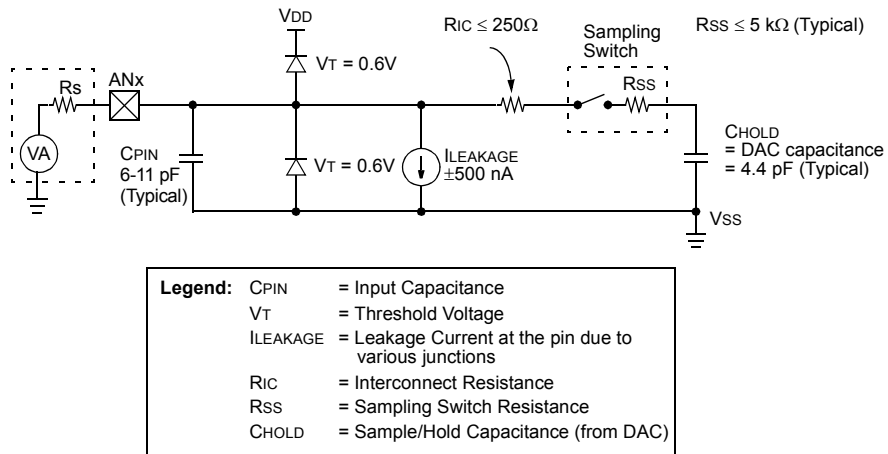 VDD
RIC ≤ 250Ω
Sampling
Switch
RSS ≤ 5 kΩ (Typical)
VT = 0.6V
Rs
ANx
RSS
VA
CPIN
6-11 pF
(Typical)
VT = 0.6V
ILEAKAGE
±500 nA
CHOLD
= DAC capacitance
= 4.4 pF (Typical)
VSS
Legend: CPIN = Input Capacitance
VT = Threshold Voltage
ILEAKAGE = Leakage Current at the pin due to
various junctions
RIC = Interconnect Resistance
RSS = Sampling Switch Resistance
CHOLD = Sample/Hold Capacitance (from DAC)